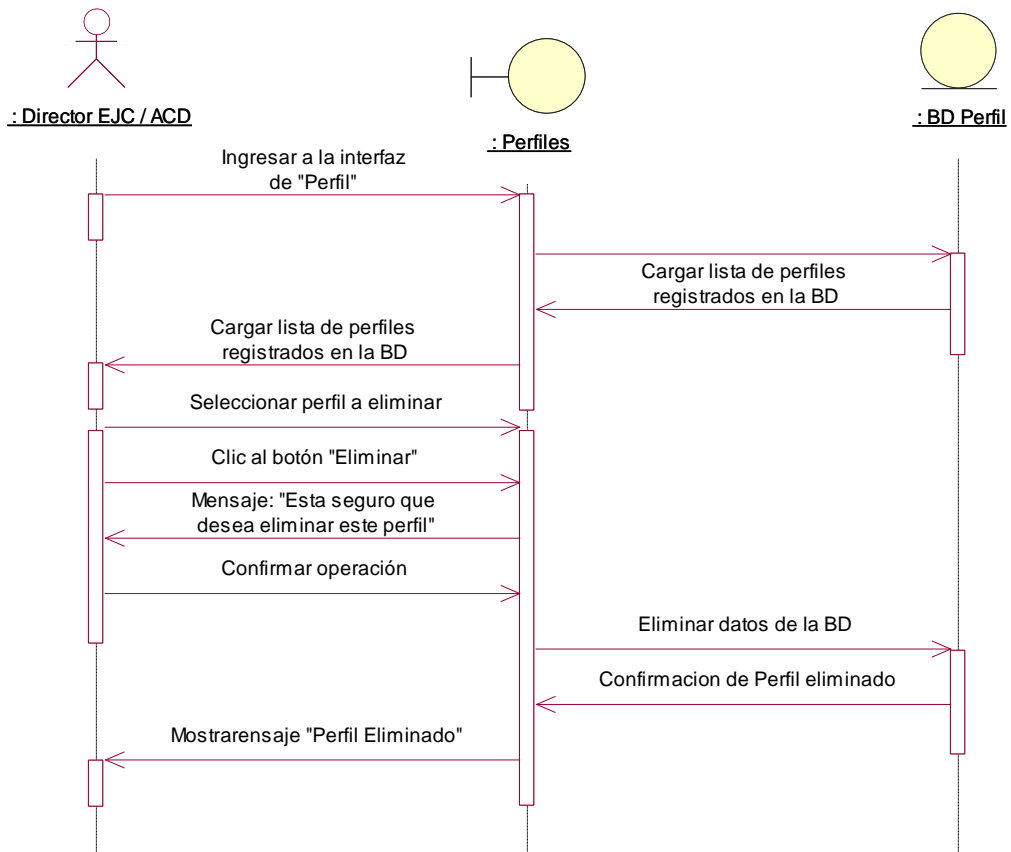 : Director EJC / ACD
: Perfiles
: BD Perfil
Ingresar a la interfaz
de "Perfil"
Cargar lista de perfiles
registrados en la BD
Cargar lista de perfiles
registrados en la BD
Seleccionar perfil a eliminar
Clic al botón "Eliminar"
Mensaje: "Esta seguro que
desea eliminar este perfil"
Confirmar operación
Eliminar datos de la BD
Confirmacion de Perfil eliminado
Mostrarensaje "Perfil Eliminado"